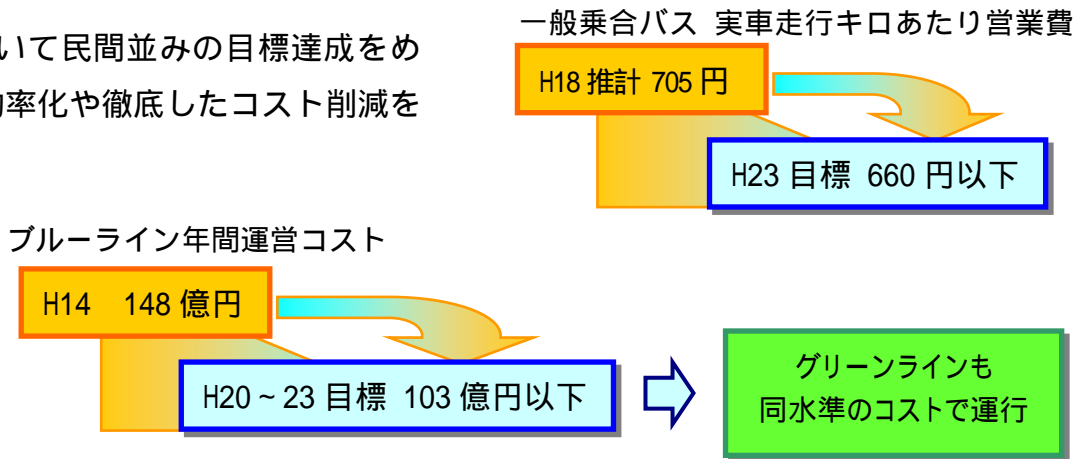 いて民間並みの目標達成をめ
率化や徹底したコスト削減を
一般乗合バス 実車走行キロあたり営業費
H18 推計 705 円
H23 目標 660 円以下
ブルーライン年間運営コスト
H14 148 億円
H20～23 目標 103 億円以下
グリーンラインも
同水準のコストで運行